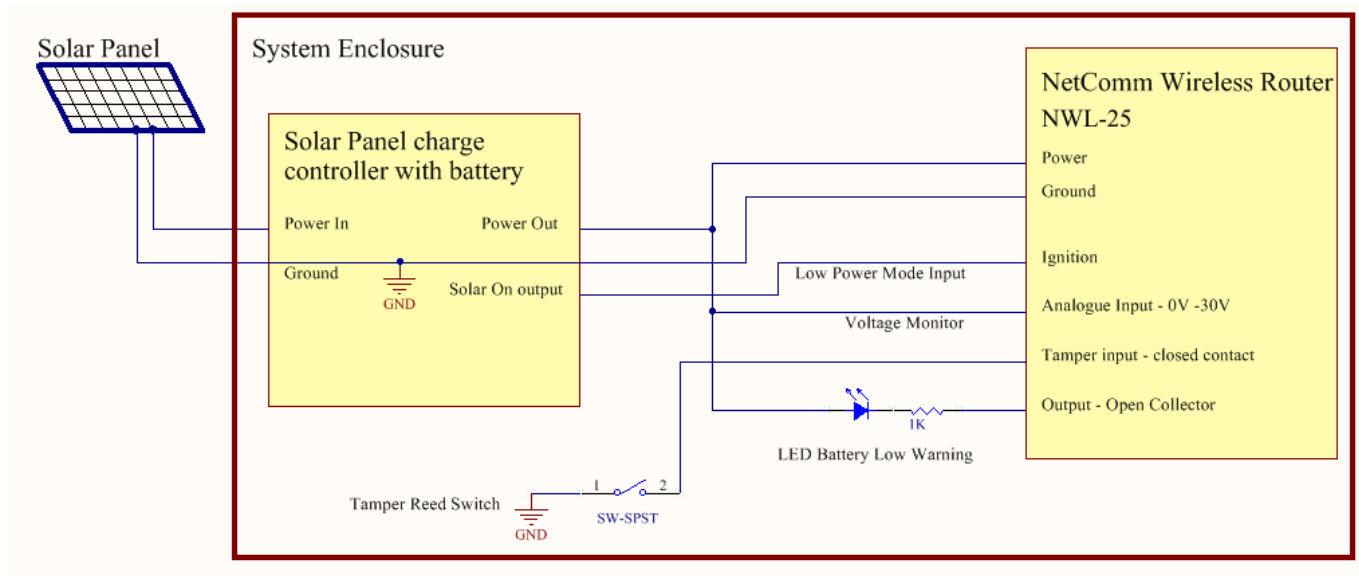 Solar Panel
System Enclosure
NetComm Wireless Router
NWL-25
Solar Panel charge
controller with battery
Power
Ground
Power In
Power Out
Ignition
Ground
Low Power Mode Input
Solar On output
GND
Analogue Input - 0V -30V
Voltage Monitor
Tamper input - closed contact
Output - Open Collector
1K
LED Battery Low Warning
1
2
Tamper Reed Switch
SW-SPST
GND